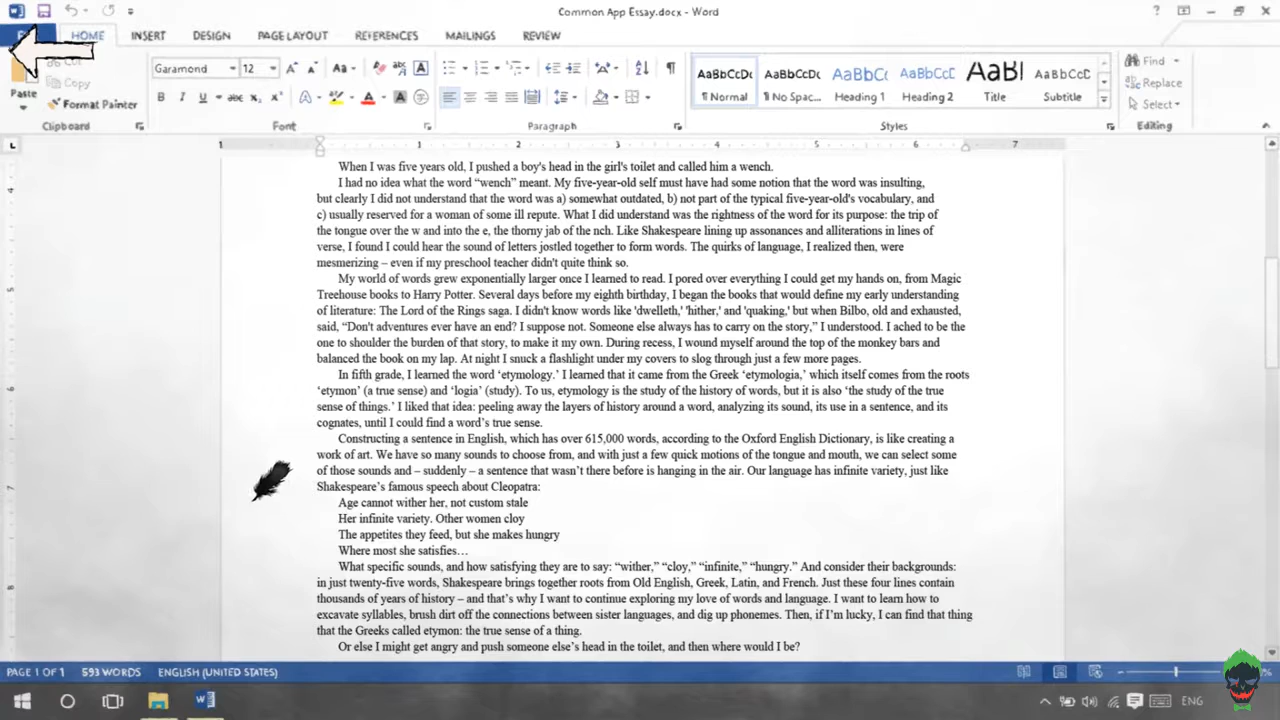 Common App Essay.docx - Word
HOME INSERT DESIGN PAGE LAYOUT REFERENCES MAILINGS REVIEW
Garamond 12 Aa A
Find
Copy
Replace
Paste
Format Painter
Select
B I U abc x₂ x² A A
AaBbCcDc AaBbCcDc AaBbCc AaBbCcC AaBl AaBbCcC
¶ Normal ¶ No Spac... Heading 1 Heading 2 Title Subtitle
Clipboard Font Paragraph Styles Editing
L 1 1 2 3 4 5 6 7
When I was five years old, I pushed a boy's head in the girl's toilet and called him a wench.
I had no idea what the word “wench” meant. My five-year-old self must have had some notion that the word was insulting,
but clearly I did not understand that the word was a) somewhat outdated, b) not part of the typical five-year-old's vocabulary, and
c) usually reserved for a woman of some ill repute. What I did understand was the rightness of the word for its purpose: the trip of
the tongue over the w and into the e, the thorny jab of the nch. Like Shakespeare lining up assonances and alliterations in lines of
verse, I found I could hear the sound of letters jostled together to form words. The quirks of language, I realized then, were
mesmerizing – even if my preschool teacher didn't quite think so.
My world of words grew exponentially larger once I learned to read. I pored over everything I could get my hands on, from Magic
Treehouse books to Harry Potter. Several days before my eighth birthday, I began the books that would define my early understanding
of literature: The Lord of the Rings saga. I didn't know words like 'dwelleth,' 'hither,' and 'quaking,' but when Bilbo, old and exhausted,
said, “Don't adventures ever have an end? I suppose not. Someone else always has to carry on the story,” I understood. I ached to be the
one to shoulder the burden of that story, to make it my own. During recess, I wound myself around the top of the monkey bars and
balanced the book on my lap. At night I snuck a flashlight under my covers to slog through just a few more pages.
In fifth grade, I learned the word ‘etymology.’ I learned that it came from the Greek ‘etymologia,’ which itself comes from the roots
‘etymon’ (a true sense) and ‘logia’ (study). To us, etymology is the study of the history of words, but it is also ‘the study of the true
sense of things.’ I liked that idea: peeling away the layers of history around a word, analyzing its sound, its use in a sentence, and its
cognates, until I could find a word’s true sense.
Constructing a sentence in English, which has over 615,000 words, according to the Oxford English Dictionary, is like creating a
work of art. We have so many sounds to choose from, and with just a few quick motions of the tongue and mouth, we can select some
of those sounds and – suddenly – a sentence that wasn’t there before is hanging in the air. Our language has infinite variety, just like
Shakespeare’s famous speech about Cleopatra:
Age cannot wither her, not custom stale
Her infinite variety. Other women cloy
The appetites they feed, but she makes hungry
Where most she satisfies…
What specific sounds, and how satisfying they are to say: “wither,” “cloy,” “infinite,” “hungry.” And consider their backgrounds:
in just twenty-five words, Shakespeare brings together roots from Old English, Greek, Latin, and French. Just these four lines contain
thousands of years of history – and that’s why I want to continue exploring my love of words and language. I want to learn how to
excavate syllables, brush dirt off the connections between sister languages, and dig up phonemes. Then, if I’m lucky, I can find that thing
that the Greeks called etymon: the true sense of a thing.
Or else I might get angry and push someone else’s head in the toilet, and then where would I be?
4
5
6
7
8
PAGE 1 OF 1 593 WORDS ENGLISH (UNITED STATES)
ENG